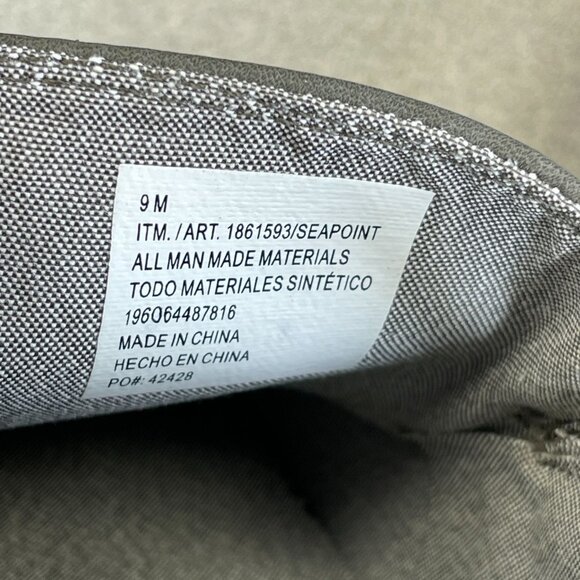 9 M
ITM. / ART. 1861593/SEAPOINT
ALL MAN MADE MATERIALS
TODO MATERIALES SINTÉTICO
196064487816
MADE IN CHINA
HECHO EN CHINA
PO#: 42428